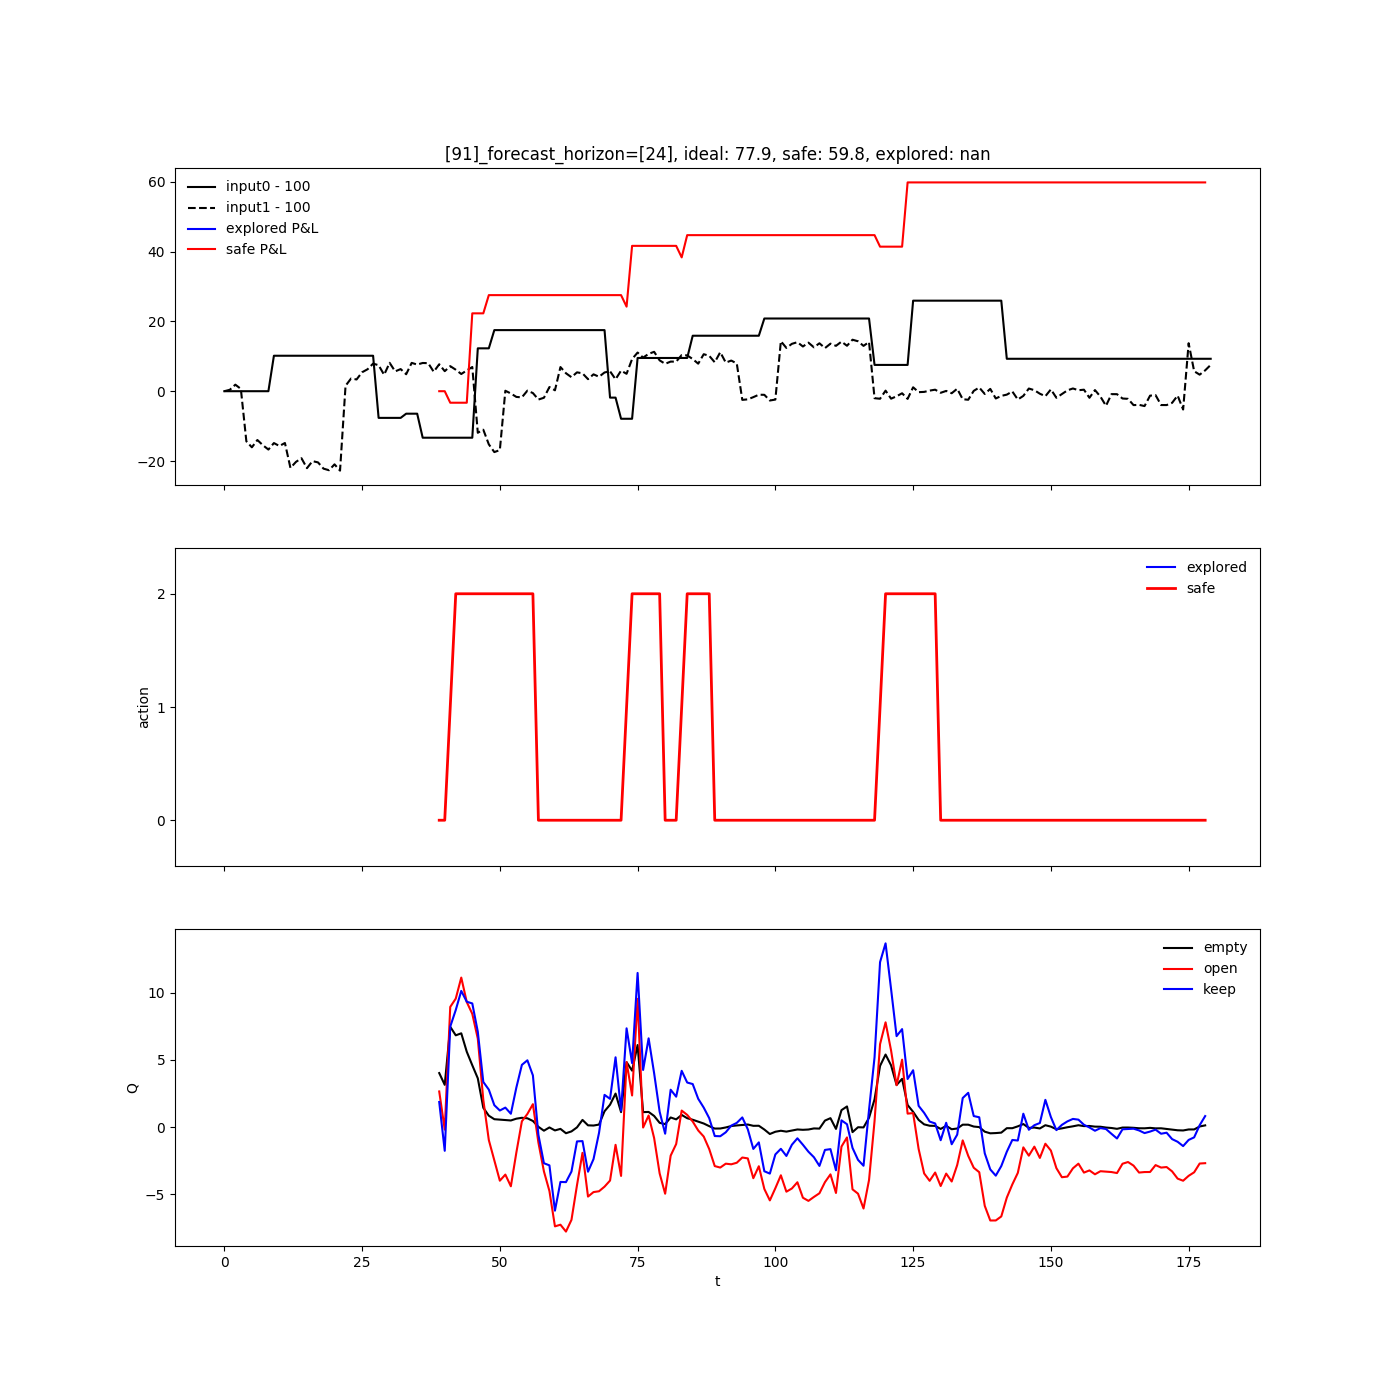 [91]_forecast_horizon=[24], ideal: 77.9, safe: 59.8, explored: nan
input0 - 100
input1 - 100
explored P&L
safe P&L
60
40
20
0
−20
explored
safe
action
2
1
0
empty
open
keep
Q
10
5
0
−5
0 25 50 75 100 125 150 175
t